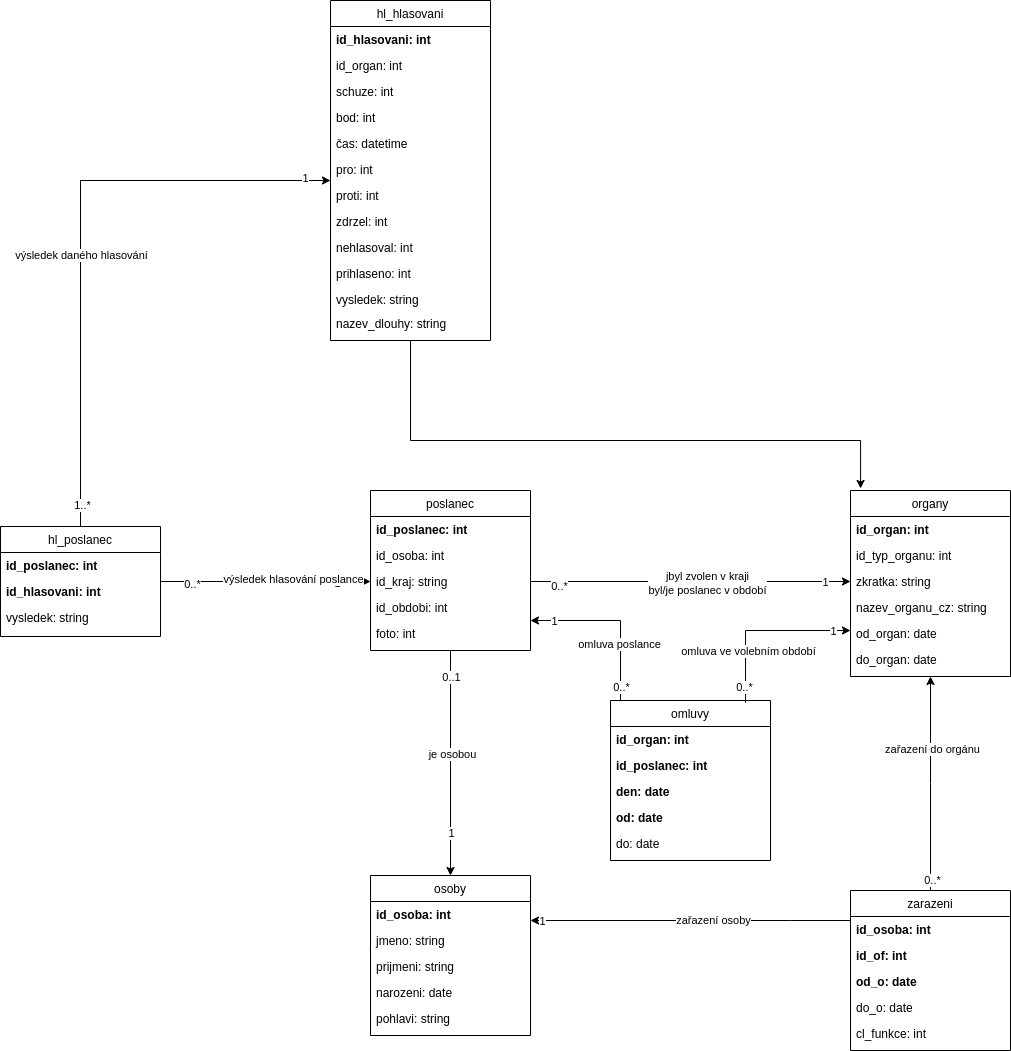 hl_hlasovani
id_hlasovani: int
id_organ: int
schuze: int
bod: int
čas: datetime
pro: int
proti: int
zdrzel: int
nehlasoval: int
prihlaseno: int
vysledek: string
nazev_dlouhy: string
1
výsledek daného hlasování
1..*
hl_poslanec
id_poslanec: int
id_hlasovani: int
vysledek: string
0..*
výsledek hlasování poslance
poslanec
id_poslanec: int
id_osoba: int
id_kraj: string
id_obdobi: int
foto: int
0..*
jbyl zvolen v kraji
byl/je poslanec v období
1
organy
id_organ: int
id_typ_organu: int
zkratka: string
nazev_organu_cz: string
od_organ: date
do_organ: date
1
omluva poslance
0..*
1
omluva ve volebním období
0..*
omluvy
id_organ: int
id_poslanec: int
den: date
od: date
do: date
0..1
je osobou
1
zařazení do orgánu
0..*
osoby
id_osoba: int
jmeno: string
prijmeni: string
narozeni: date
pohlavi: string
1
zařazení osoby
zarazeni
id_osoba: int
id_of: int
od_o: date
do_o: date
cl_funkce: int